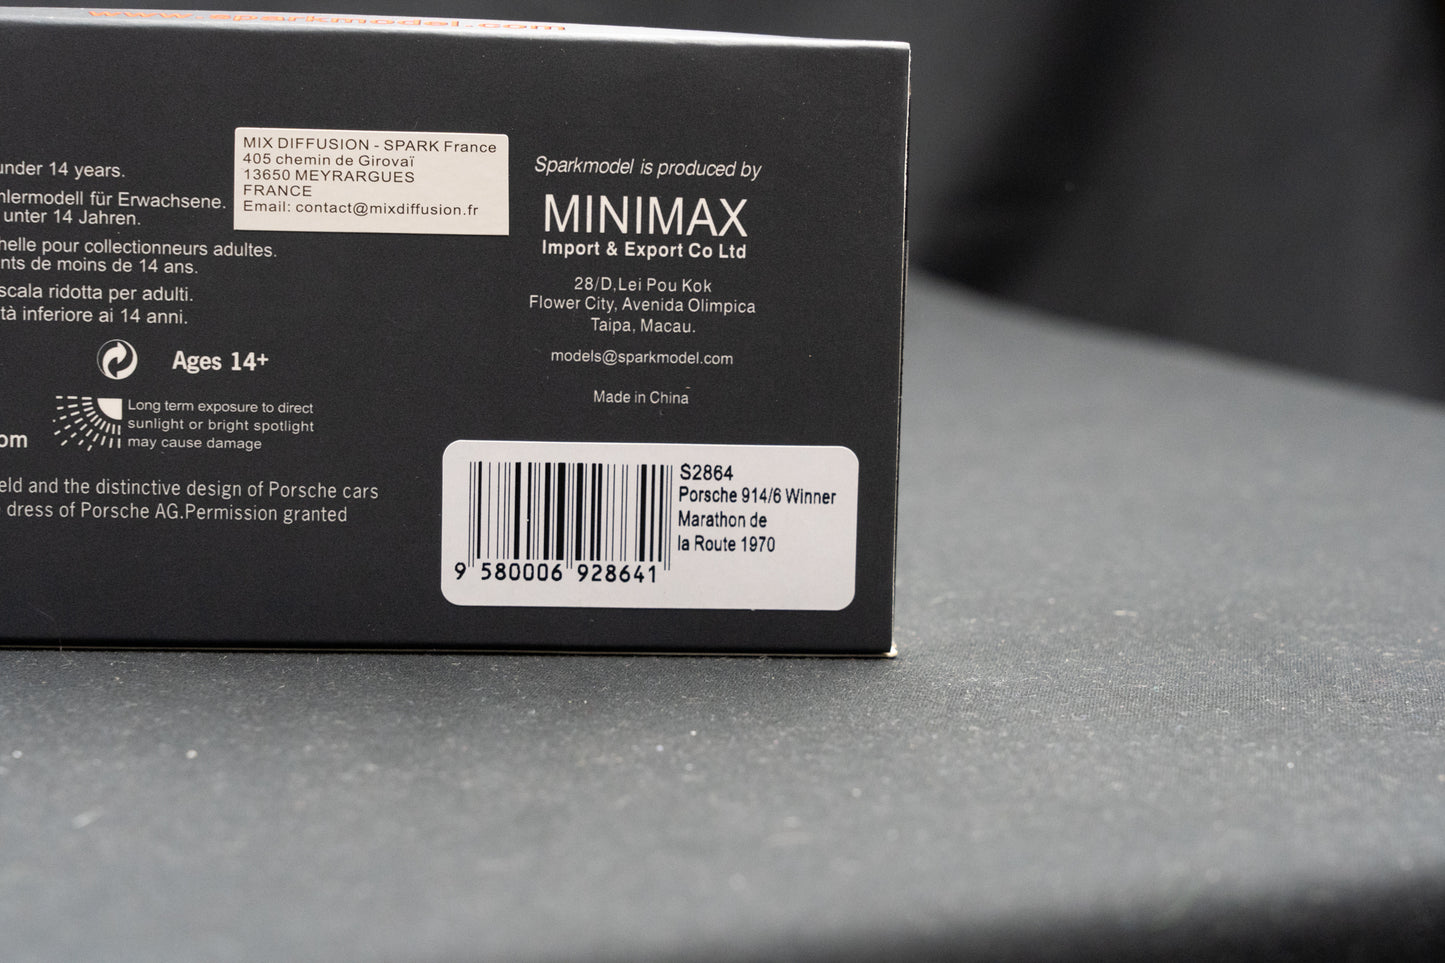 www.sparkmodel.com
under 14 years.
hlermodell für Erwachsene.
unter 14 Jahren.
helle pour collectionneurs adultes.
nts de moins de 14 ans.
scala ridotta per adulti.
tà inferiore ai 14 anni.
MIX DIFFUSION - SPARK France
405 chemin de Girovaï
13650 MEYRARGUES
FRANCE
Email: contact@mixdiffusion.fr
Sparkmodel is produced by
MINIMAX
Import & Export Co Ltd
28/D,Lei Pou Kok
Flower City, Avenida Olimpica
Taipa, Macau.
models@sparkmodel.com
Made in China
Ages 14+
Long term exposure to direct
sunlight or bright spotlight
may cause damage
om
eld and the distinctive design of Porsche cars
dress of Porsche AG.Permission granted
S2864
Porsche 914/6 Winner
Marathon de
la Route 1970
9 580006 928641